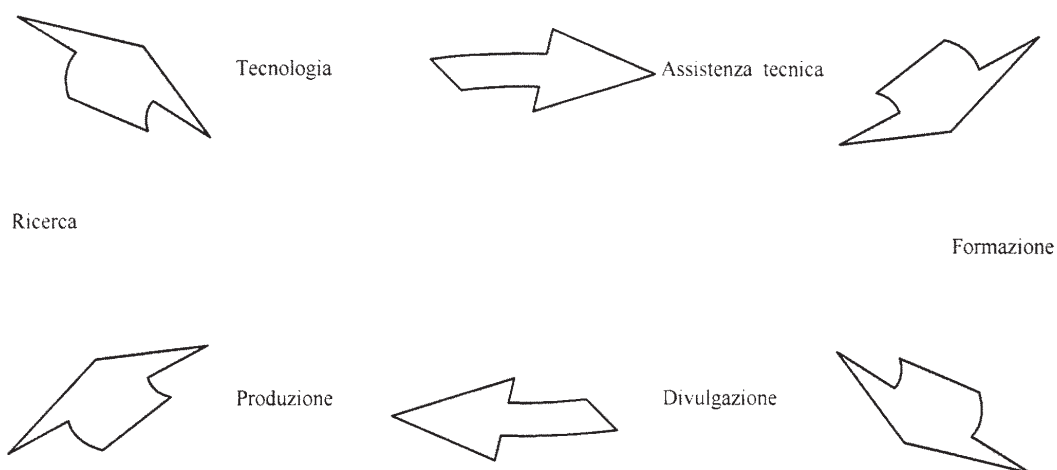 Tecnologia
Assistenza tecnica
Ricerca
Formazione
Produzione
Divulgazione